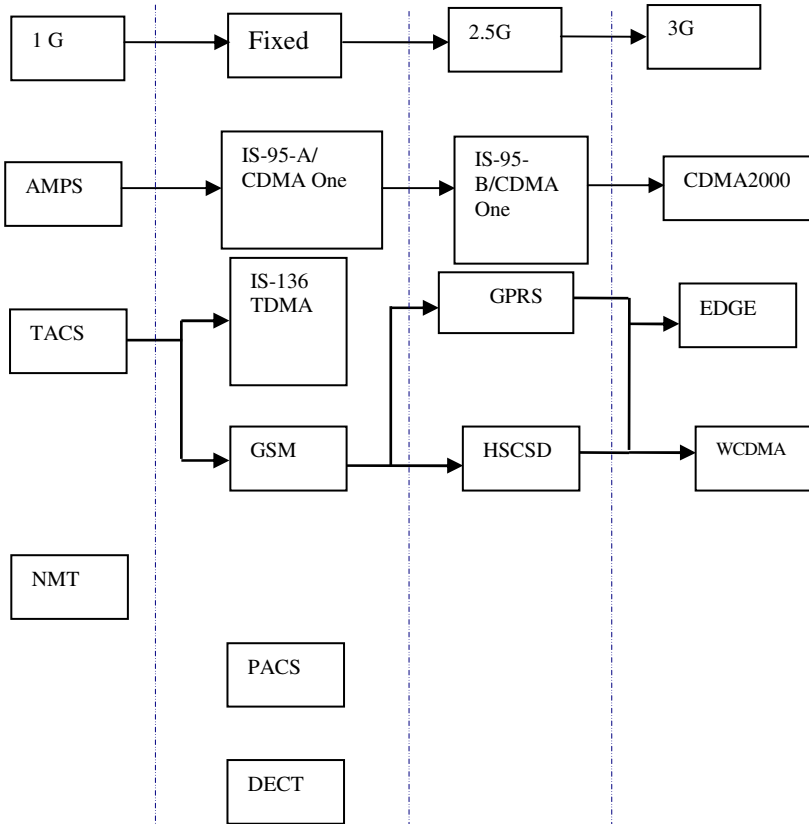 1 G
Fixed
2.5G
3G
AMPS
IS-95-A/
CDMA One
IS-95-
B/CDMA
One
CDMA2000
IS-136
TDMA
GPRS
EDGE
TACS
GSM
HSCSD
WCDMA
NMT
PACS
DECT